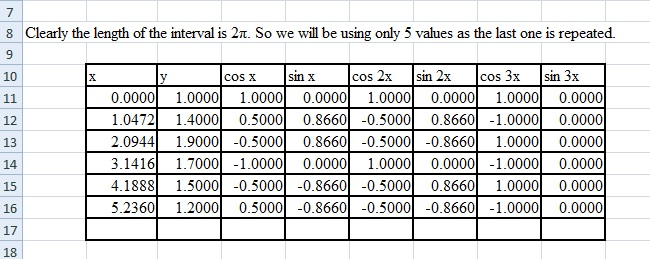 7
8 Clearly the length of the interval is 2π. So we will be using only 5 values as the last one is repeated.
9
10 x y cos x sin x cos 2x sin 2x cos 3x sin 3x
11 0.0000 1.0000 1.0000 0.0000 1.0000 0.0000 1.0000 0.0000
12 1.0472 1.4000 0.5000 0.8660 -0.5000 0.8660 -1.0000 0.0000
13 2.0944 1.9000 -0.5000 0.8660 -0.5000 -0.8660 1.0000 0.0000
14 3.1416 1.7000 -1.0000 0.0000 1.0000 0.0000 -1.0000 0.0000
15 4.1888 1.5000 -0.5000 -0.8660 -0.5000 0.8660 1.0000 0.0000
16 5.2360 1.2000 0.5000 -0.8660 -0.5000 -0.8660 -1.0000 0.0000
17
18